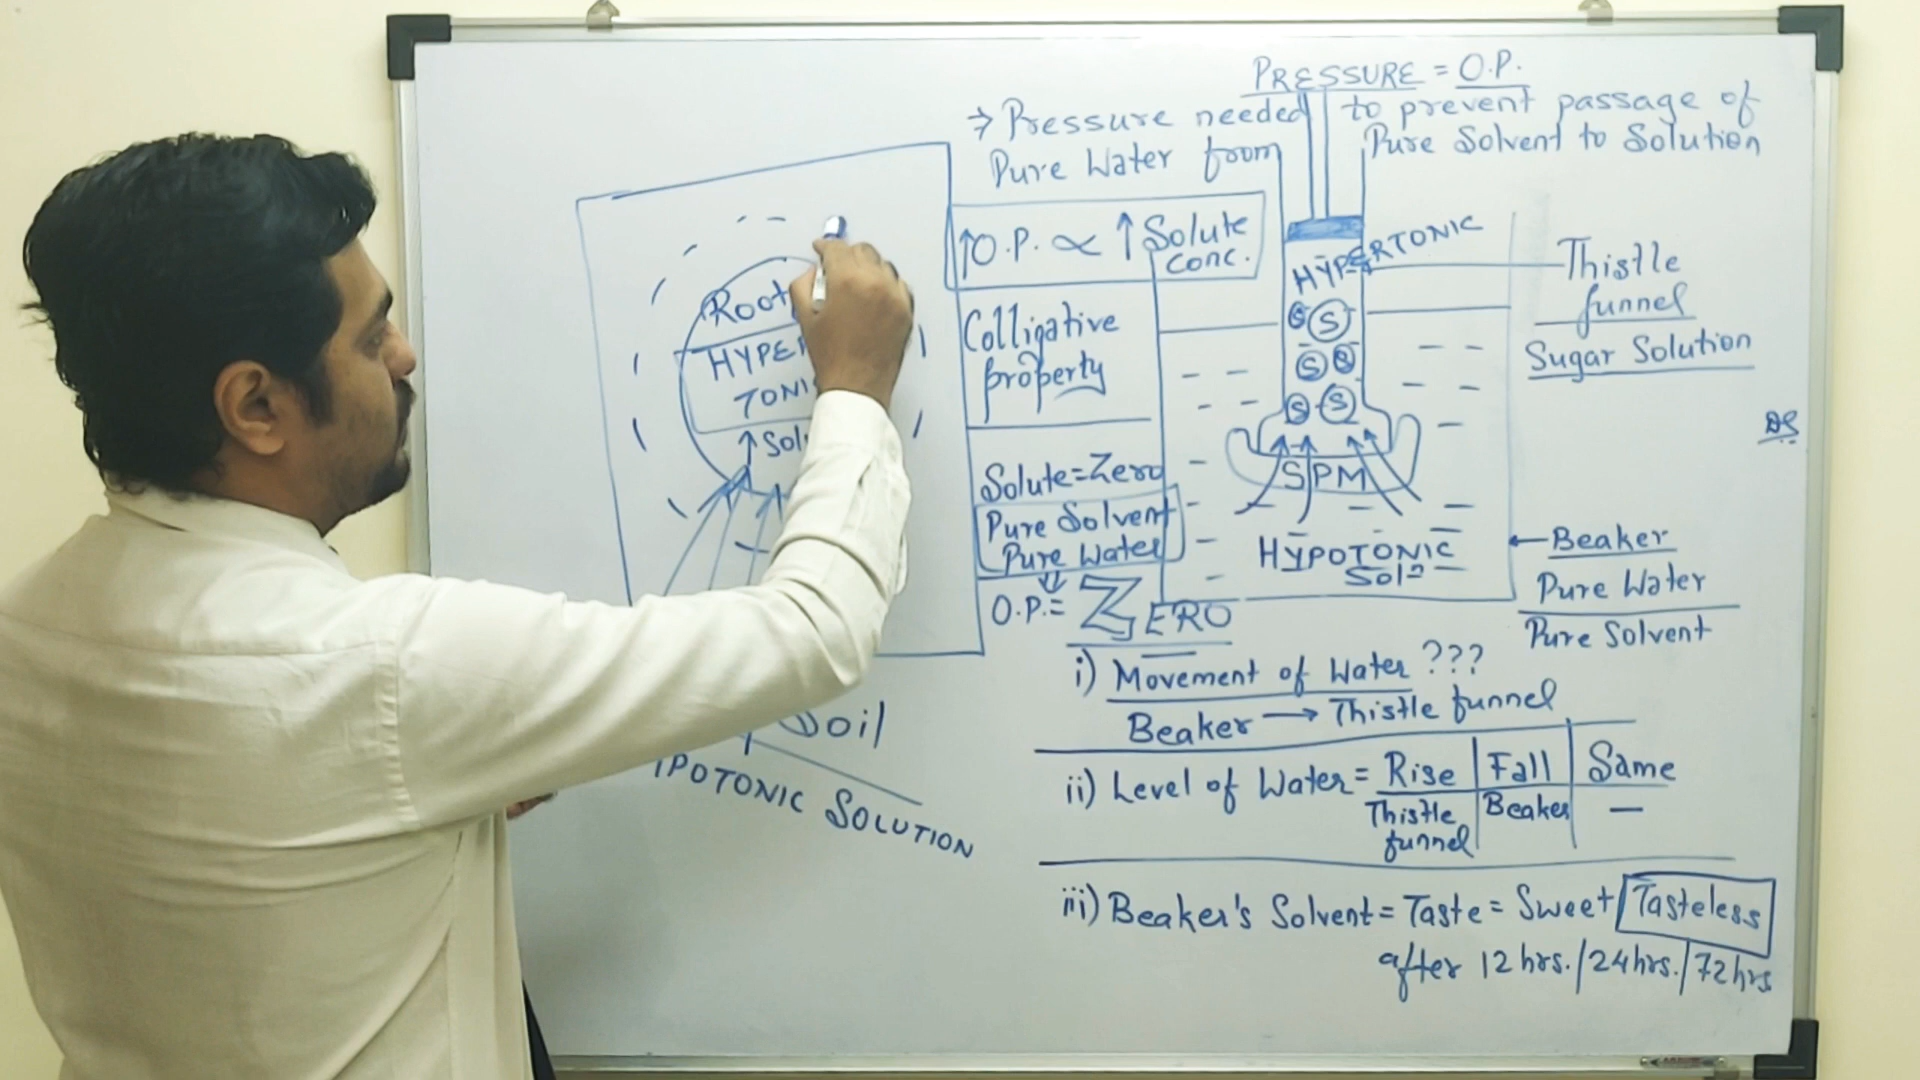 PRESSURE = O.P.
→ Pressure needed to prevent passage of
Pure Water from Pure Solvent to Solution
↑O.P. ∝ ↑ Solute
conc.
Colligative
property
Solute = Zero
Pure Solvent
Pure Water
⇓
O.P. = ZERO
Root
HYPER
TONIC
↑ Sol
Soil
IPOTONIC SOLUTION
HYPERTONIC
S S
S S
S S
SPM
HYPOTONIC
Soln
Thistle
funnel
Sugar Solution
DS
← Beaker
Pure Water
Pure Solvent
i) Movement of Water ???
Beaker → Thistle funnel
ii) Level of Water = Rise | Fall | Same
Thistle funnel | Beaker | —
iii) Beaker's Solvent = Taste = Sweet / Tasteless
after 12 hrs. / 24 hrs. / 72 hrs